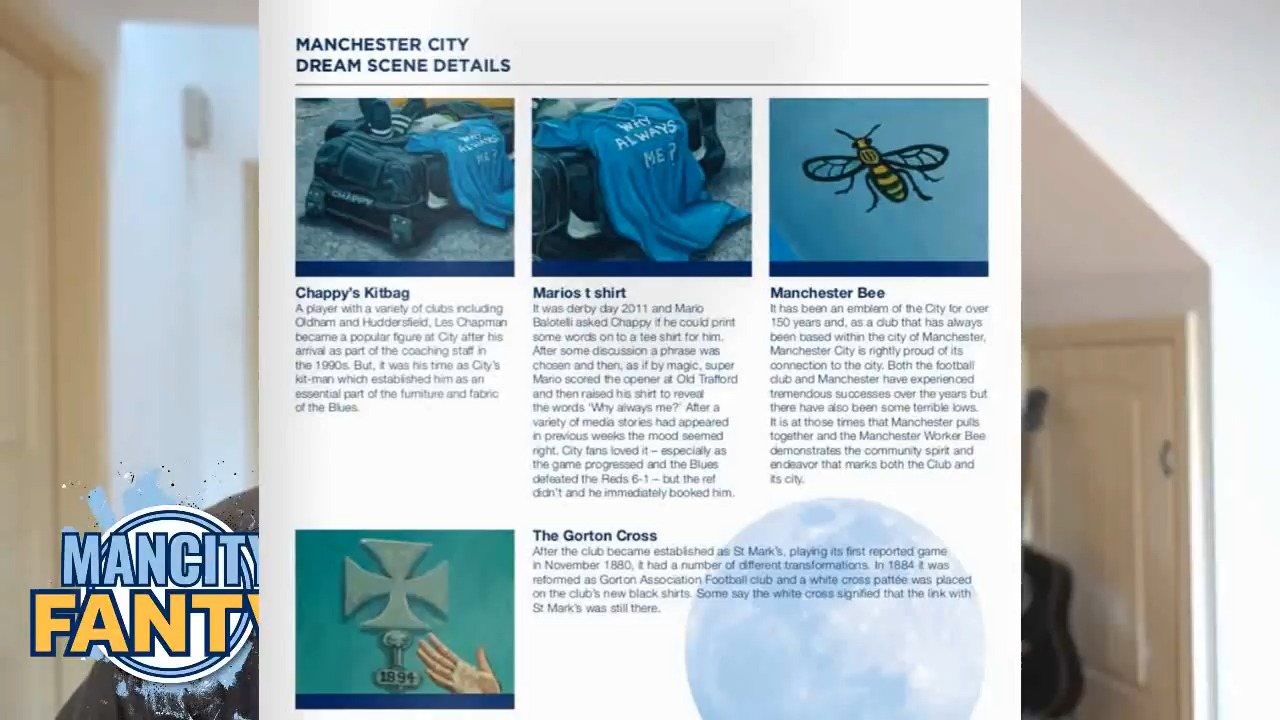 MANCHESTER CITY
DREAM SCENE DETAILS
WHY
ALWAYS
ME?
CHAPPY
WHY
ALWAYS
ME?
Chappy's Kitbag
A player with a variety of clubs including
Oldham and Huddersfield, Les Chapman
became a popular figure at City after his
arrival as part of the coaching staff in
the 1990s. But, it was his time as City's
kit-man which established him as an
essential part of the furniture and fabric
of the Blues.
Marios t shirt
It was derby day 2011 and Mario
Balotelli asked Chappy if he could print
some words on to a tee shirt for him.
After some discussion a phrase was
chosen and then, as if by magic, super
Mario scored the opener at Old Trafford
and then raised his shirt to reveal
the words 'Why always me?' After a
variety of media stories had appeared
in previous weeks the mood seemed
right. City fans loved it – especially as
the game progressed and the Blues
defeated the Reds 6-1 – but the ref
didn't and he immediately booked him.
Manchester Bee
It has been an emblem of the City for over
150 years and, as a club that has always
been based within the city of Manchester,
Manchester City is rightly proud of its
connection to the city. Both the football
club and Manchester have experienced
tremendous successes over the years but
there have also been some terrible lows.
It is at those times that Manchester pulls
together and the Manchester Worker Bee
demonstrates the community spirit and
endeavor that marks both the Club and
its city.
1894
The Gorton Cross
After the club became established as St Mark's, playing its first reported game
in November 1880, it had a number of different transformations. In 1884 it was
reformed as Gorton Association Football club and a white cross pattée was placed
on the club's new black shirts. Some say the white cross signified that the link with
St Mark's was still there.
MANCITY
FANTV